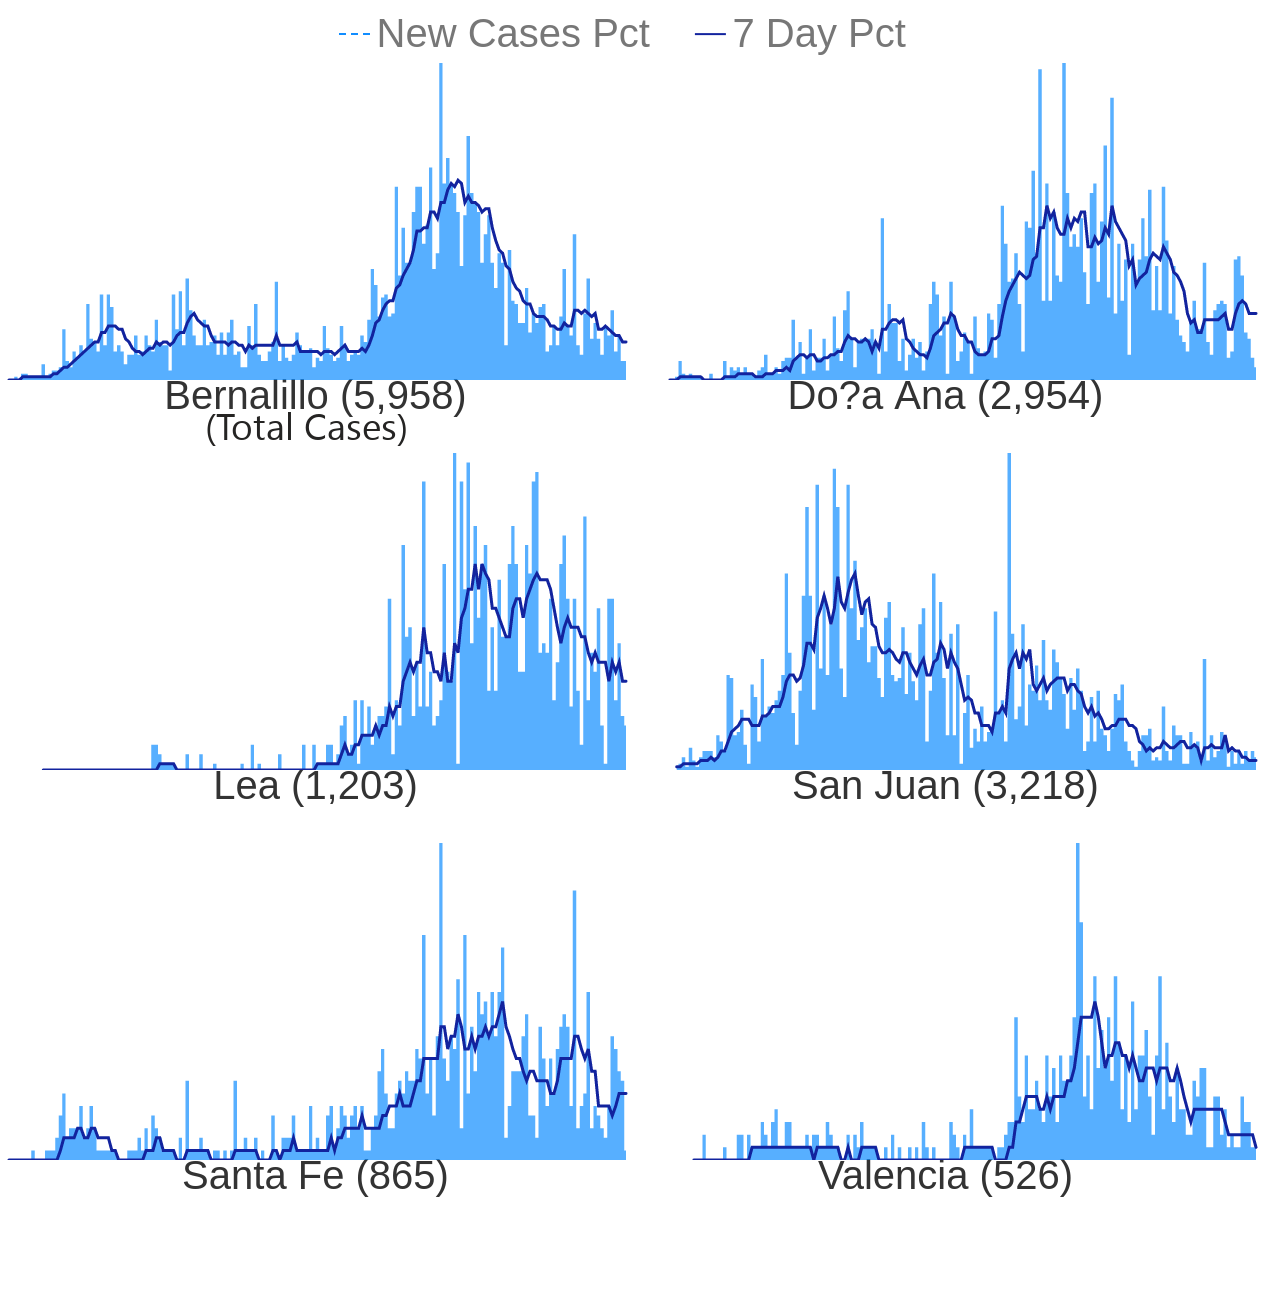 New Cases Pct 7 Day Pct
Bernalillo (5,958) Do?a Ana (2,954)
(Total Cases)
Lea (1,203) San Juan (3,218)
Santa Fe (865) Valencia (526)